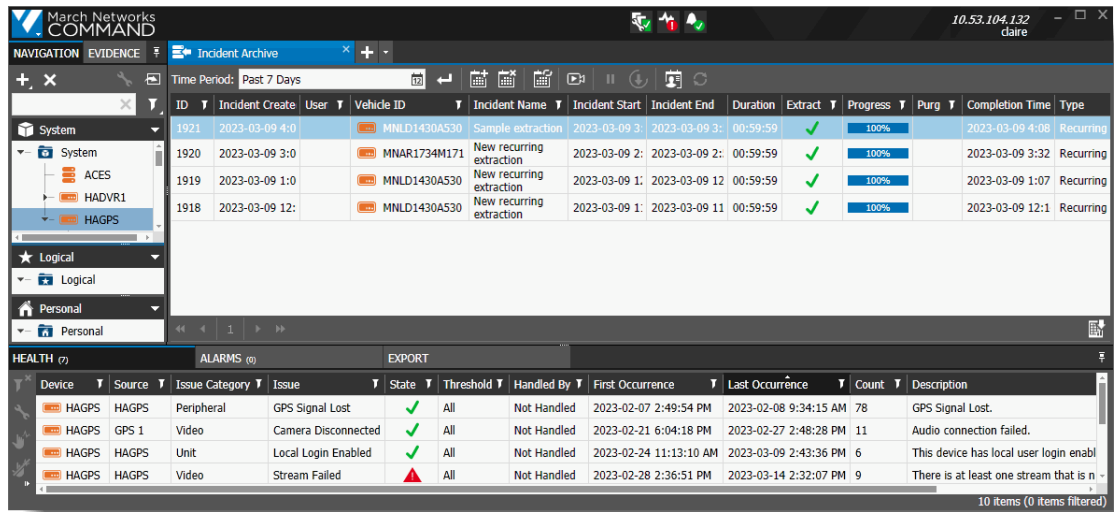 March Networks
COMMAND
10.53.104.132
claire
NAVIGATION EVIDENCE
Incident Archive
Time Period: Past 7 Days
ID Incident Create User Vehicle ID Incident Name Incident Start Incident End Duration Extract Progress Purg Completion Time Type
1921 2023-03-09 4:0 MNLD1430A530 Sample extraction 2023-03-09 3: 2023-03-09 3: 00:59:59 100% 2023-03-09 4:08 Recurring
1920 2023-03-09 3:0 MNAR1734M171 New recurring extraction 2023-03-09 2: 2023-03-09 2: 00:59:59 100% 2023-03-09 3:32 Recurring
1919 2023-03-09 1:0 MNLD1430A530 New recurring extraction 2023-03-09 1: 2023-03-09 12 00:59:59 100% 2023-03-09 1:07 Recurring
1918 2023-03-09 12: MNLD1430A530 New recurring extraction 2023-03-09 1: 2023-03-09 11 00:59:59 100% 2023-03-09 12:1 Recurring
System
System
ACES
HADVR1
HAGPS
Logical
Logical
Personal
Personal
1
HEALTH (7) ALARMS (0) EXPORT
Device Source Issue Category Issue State Threshold Handled By First Occurrence Last Occurrence Count Description
HAGPS HAGPS Peripheral GPS Signal Lost All Not Handled 2023-02-07 2:49:54 PM 2023-02-08 9:34:15 AM 78 GPS Signal Lost.
HAGPS GPS 1 Video Camera Disconnected All Not Handled 2023-02-21 6:04:18 PM 2023-02-27 2:48:28 PM 11 Audio connection failed.
HAGPS HAGPS Unit Local Login Enabled All Not Handled 2023-02-24 11:13:10 AM 2023-03-09 2:43:36 PM 6 This device has local user login enabl
HAGPS HAGPS Video Stream Failed All Not Handled 2023-02-28 2:36:51 PM 2023-03-14 2:32:07 PM 9 There is at least one stream that is n
10 items (0 items filtered)